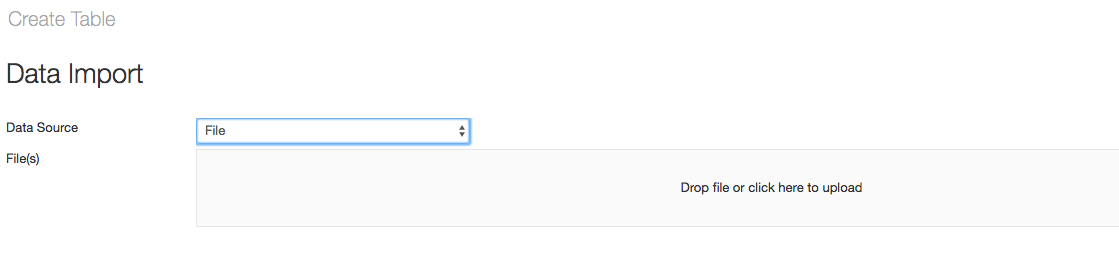 Create Table
Data Import
Data Source
File
File(s)
Drop file or click here to upload